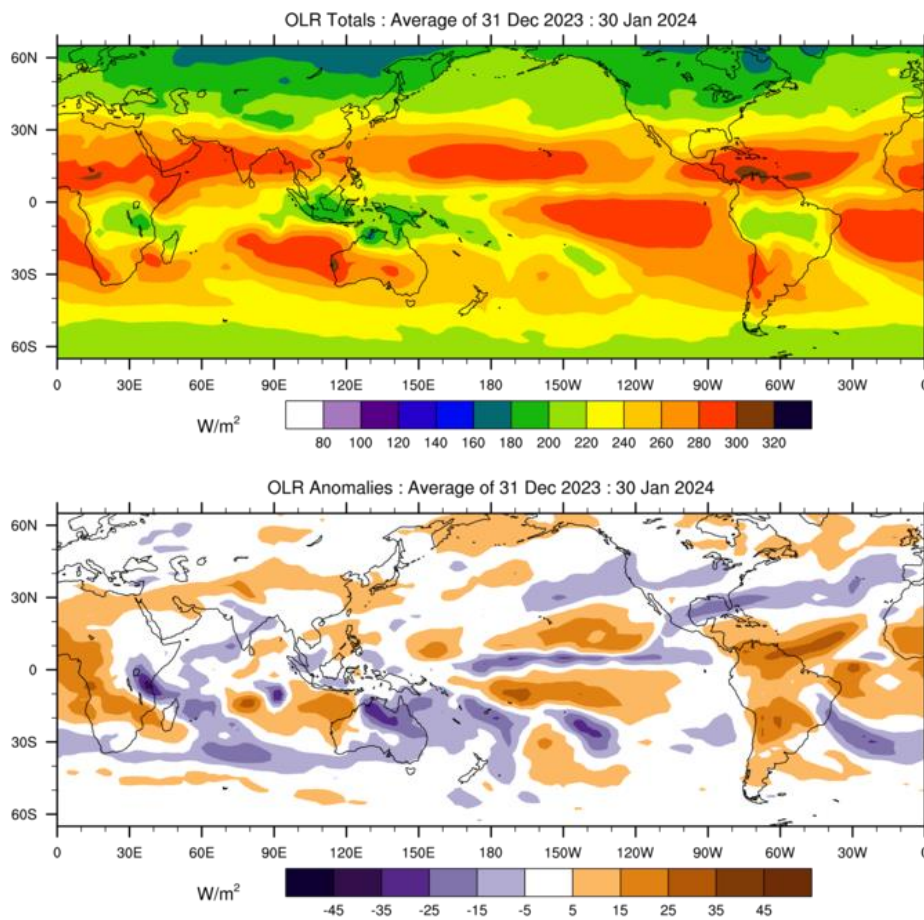 OLR Totals : Average of 31 Dec 2023 : 30 Jan 2024
60N
30N
0
30S
60S
0 30E 60E 90E 120E 150E 180 150W 120W 90W 60W 30W 0
W/m²
80 100 120 140 160 180 200 220 240 260 280 300 320
OLR Anomalies : Average of 31 Dec 2023 : 30 Jan 2024
60N
30N
0
30S
60S
0 30E 60E 90E 120E 150E 180 150W 120W 90W 60W 30W 0
W/m²
-45 -35 -25 -15 -5 5 15 25 35 45